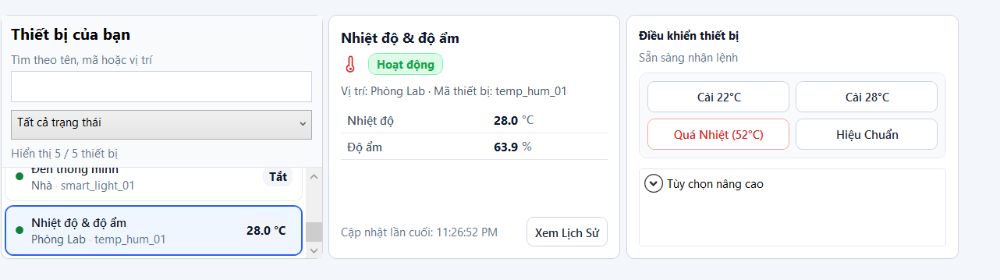 Thiết bị của bạn
Tìm theo tên, mã hoặc vị trí
Tất cả trạng thái
Hiển thị 5 / 5 thiết bị
Đèn thông minh
Nhà · smart_light_01
Tắt
Nhiệt độ & độ ẩm
Phòng Lab · temp_hum_01
28.0 °C
Nhiệt độ & độ ẩm
Hoạt động
Vị trí: Phòng Lab · Mã thiết bị: temp_hum_01
Nhiệt độ 28.0 °C
Độ ẩm 63.9 %
Cập nhật lần cuối: 11:26:52 PM
Xem Lịch Sử
Điều khiển thiết bị
Sẵn sàng nhận lệnh
Cài 22°C
Cài 28°C
Quá Nhiệt (52°C)
Hiệu Chuẩn
Tùy chọn nâng cao